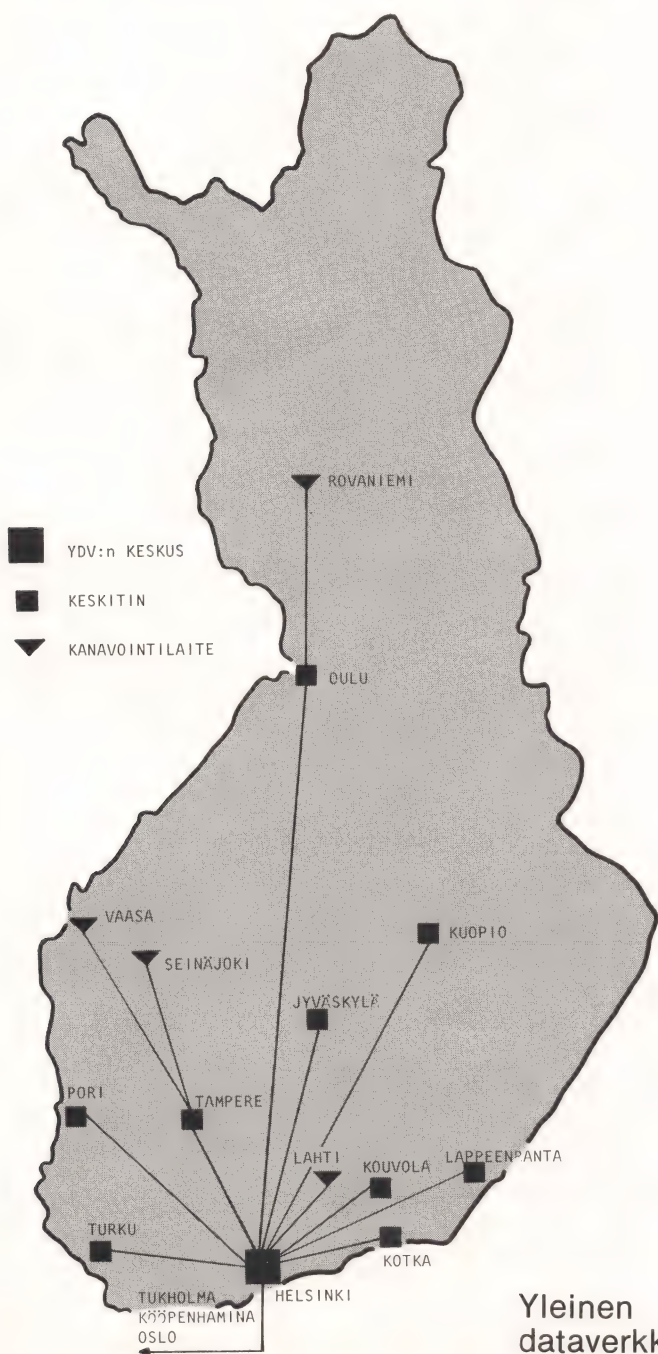 ROVANIEMI
YDV:n KESKUS
KESKITIN
KANAVOINTILAITE
OULU
VAASA
KUOPIO
SEINÄJOKI
JYVÄSKYLÄ
PORI
TAMPERE
LAHTI
KOUVOLA
LAPPEENRANTA
TURKU
KOTKA
HELSINKI
TUKHOLMA
KÖÖPENHAMINA
OSLO
Yleinen